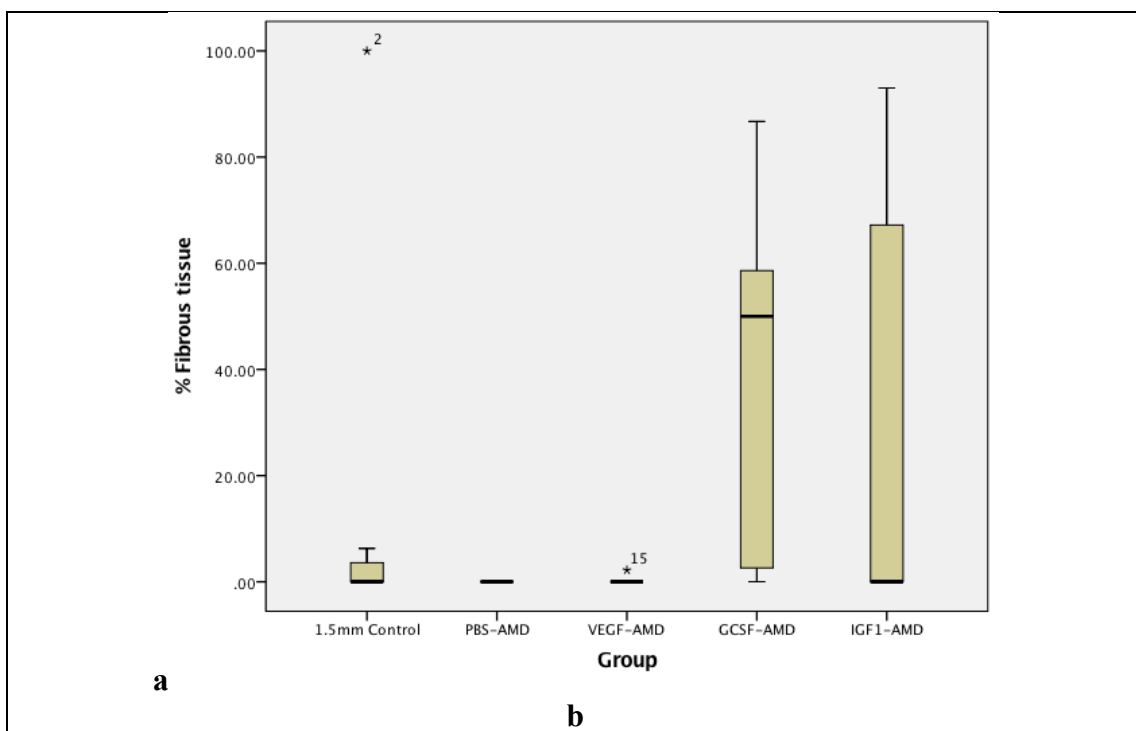 2
100.00
80.00
60.00
40.00
20.00
.00
% Fibrous tissue
15
1.5mm Control PBS-AMD VEGF-AMD GCSF-AMD IGF1-AMD
Group
a
b